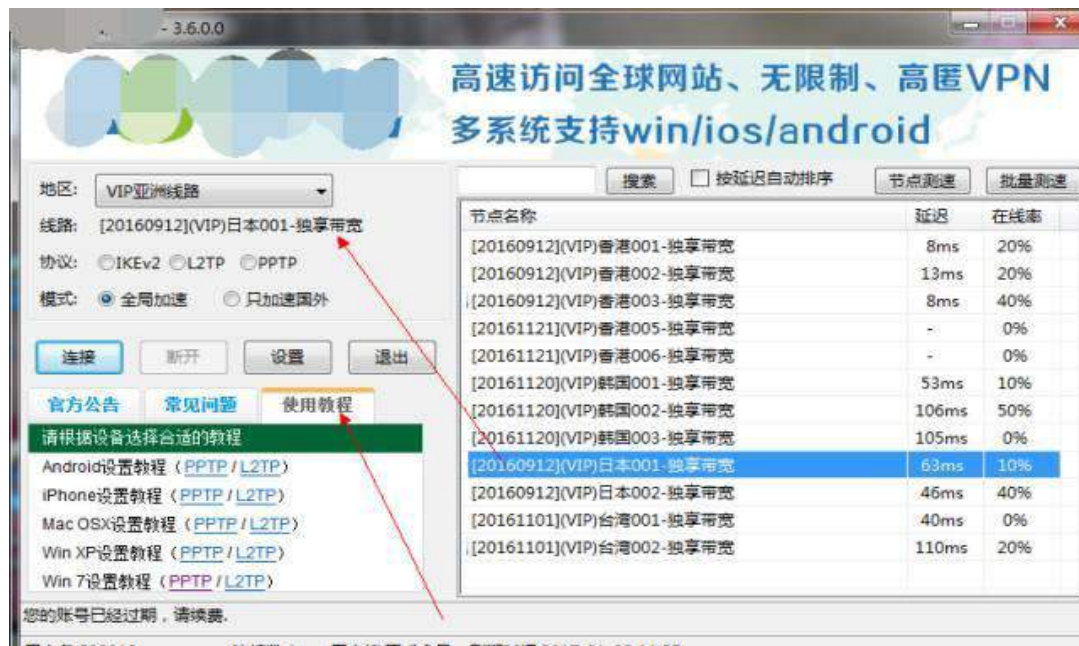 - 3.6.0.0
高速访问全球网站、无限制、高匿VPN
多系统支持win/ios/android
地区: VIP亚洲线路
线路: [20160912](VIP)日本001-独享带宽
协议: IKEv2 L2TP PPTP
模式: 全局加速 只加速国外
连接 断开 设置 退出
官方公告 常见问题 使用教程
请根据设备选择合适的教程
Android设置教程（PPTP / L2TP）
iPhone设置教程（PPTP / L2TP）
Mac OSX设置教程（PPTP / L2TP）
Win XP设置教程（PPTP / L2TP）
Win 7设置教程（PPTP / L2TP）
搜索 按延迟自动排序 节点测速 批量测速
节点名称 延迟 在线率
[20160912](VIP)香港001-独享带宽 8ms 20%
[20160912](VIP)香港002-独享带宽 13ms 20%
[20160912](VIP)香港003-独享带宽 8ms 40%
[20161121](VIP)香港005-独享带宽 - 0%
[20161121](VIP)香港006-独享带宽 - 0%
[20161120](VIP)韩国001-独享带宽 53ms 10%
[20161120](VIP)韩国002-独享带宽 106ms 50%
[20161120](VIP)韩国003-独享带宽 105ms 0%
[20160912](VIP)日本001-独享带宽 63ms 10%
[20160912](VIP)日本002-独享带宽 46ms 40%
[20161101](VIP)台湾001-独享带宽 40ms 0%
[20161101](VIP)台湾002-独享带宽 110ms 20%
您的账号已经过期，请续费.